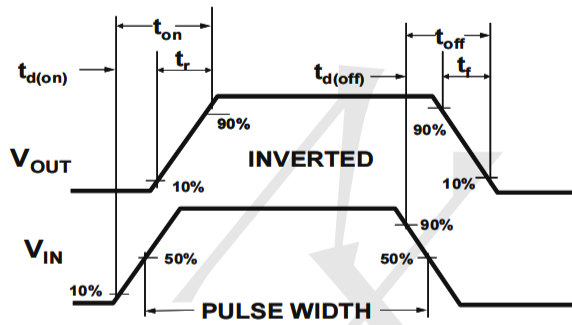 t_on
t_r
t_d(on)
t_off
t_f
t_d(off)
90%
90%
V_OUT
INVERTED
10%
10%
V_IN
90%
50%
50%
10%
PULSE WIDTH